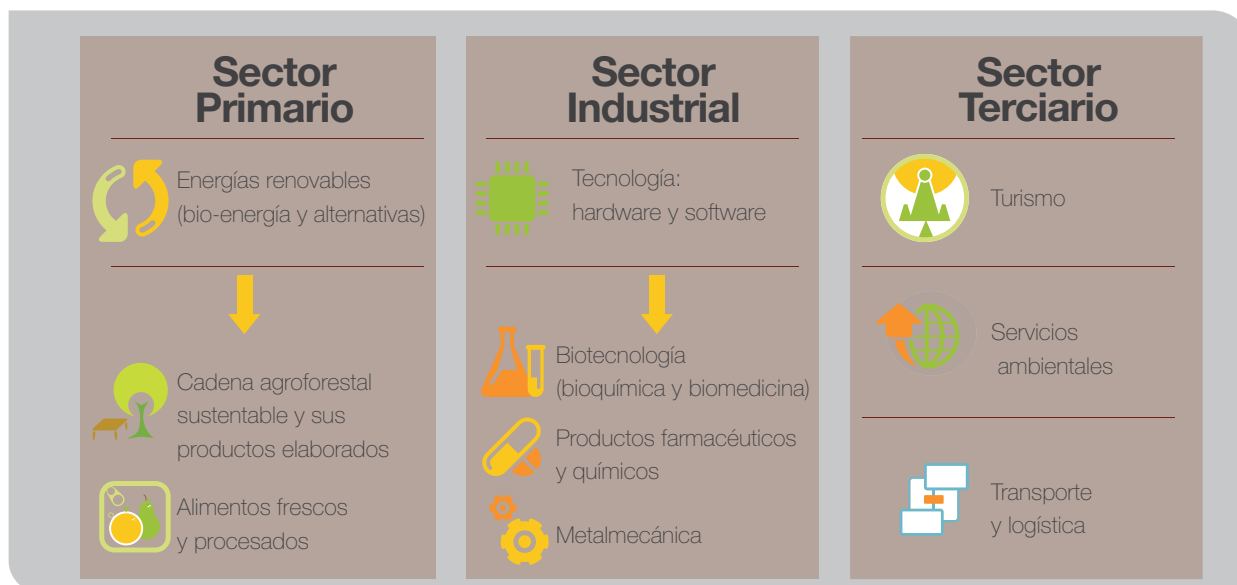 Sector
Primario
Energías renovables
(bio-energía y alternativas)
Cadena agroforestal
sustentable y sus
productos elaborados
Alimentos frescos
y procesados
Sector
Industrial
Tecnología:
hardware y software
Biotecnología
(bioquímica y biomedicina)
Productos farmacéuticos
y químicos
Metalmecánica
Sector
Terciario
Turismo
Servicios
ambientales
Transporte
y logística